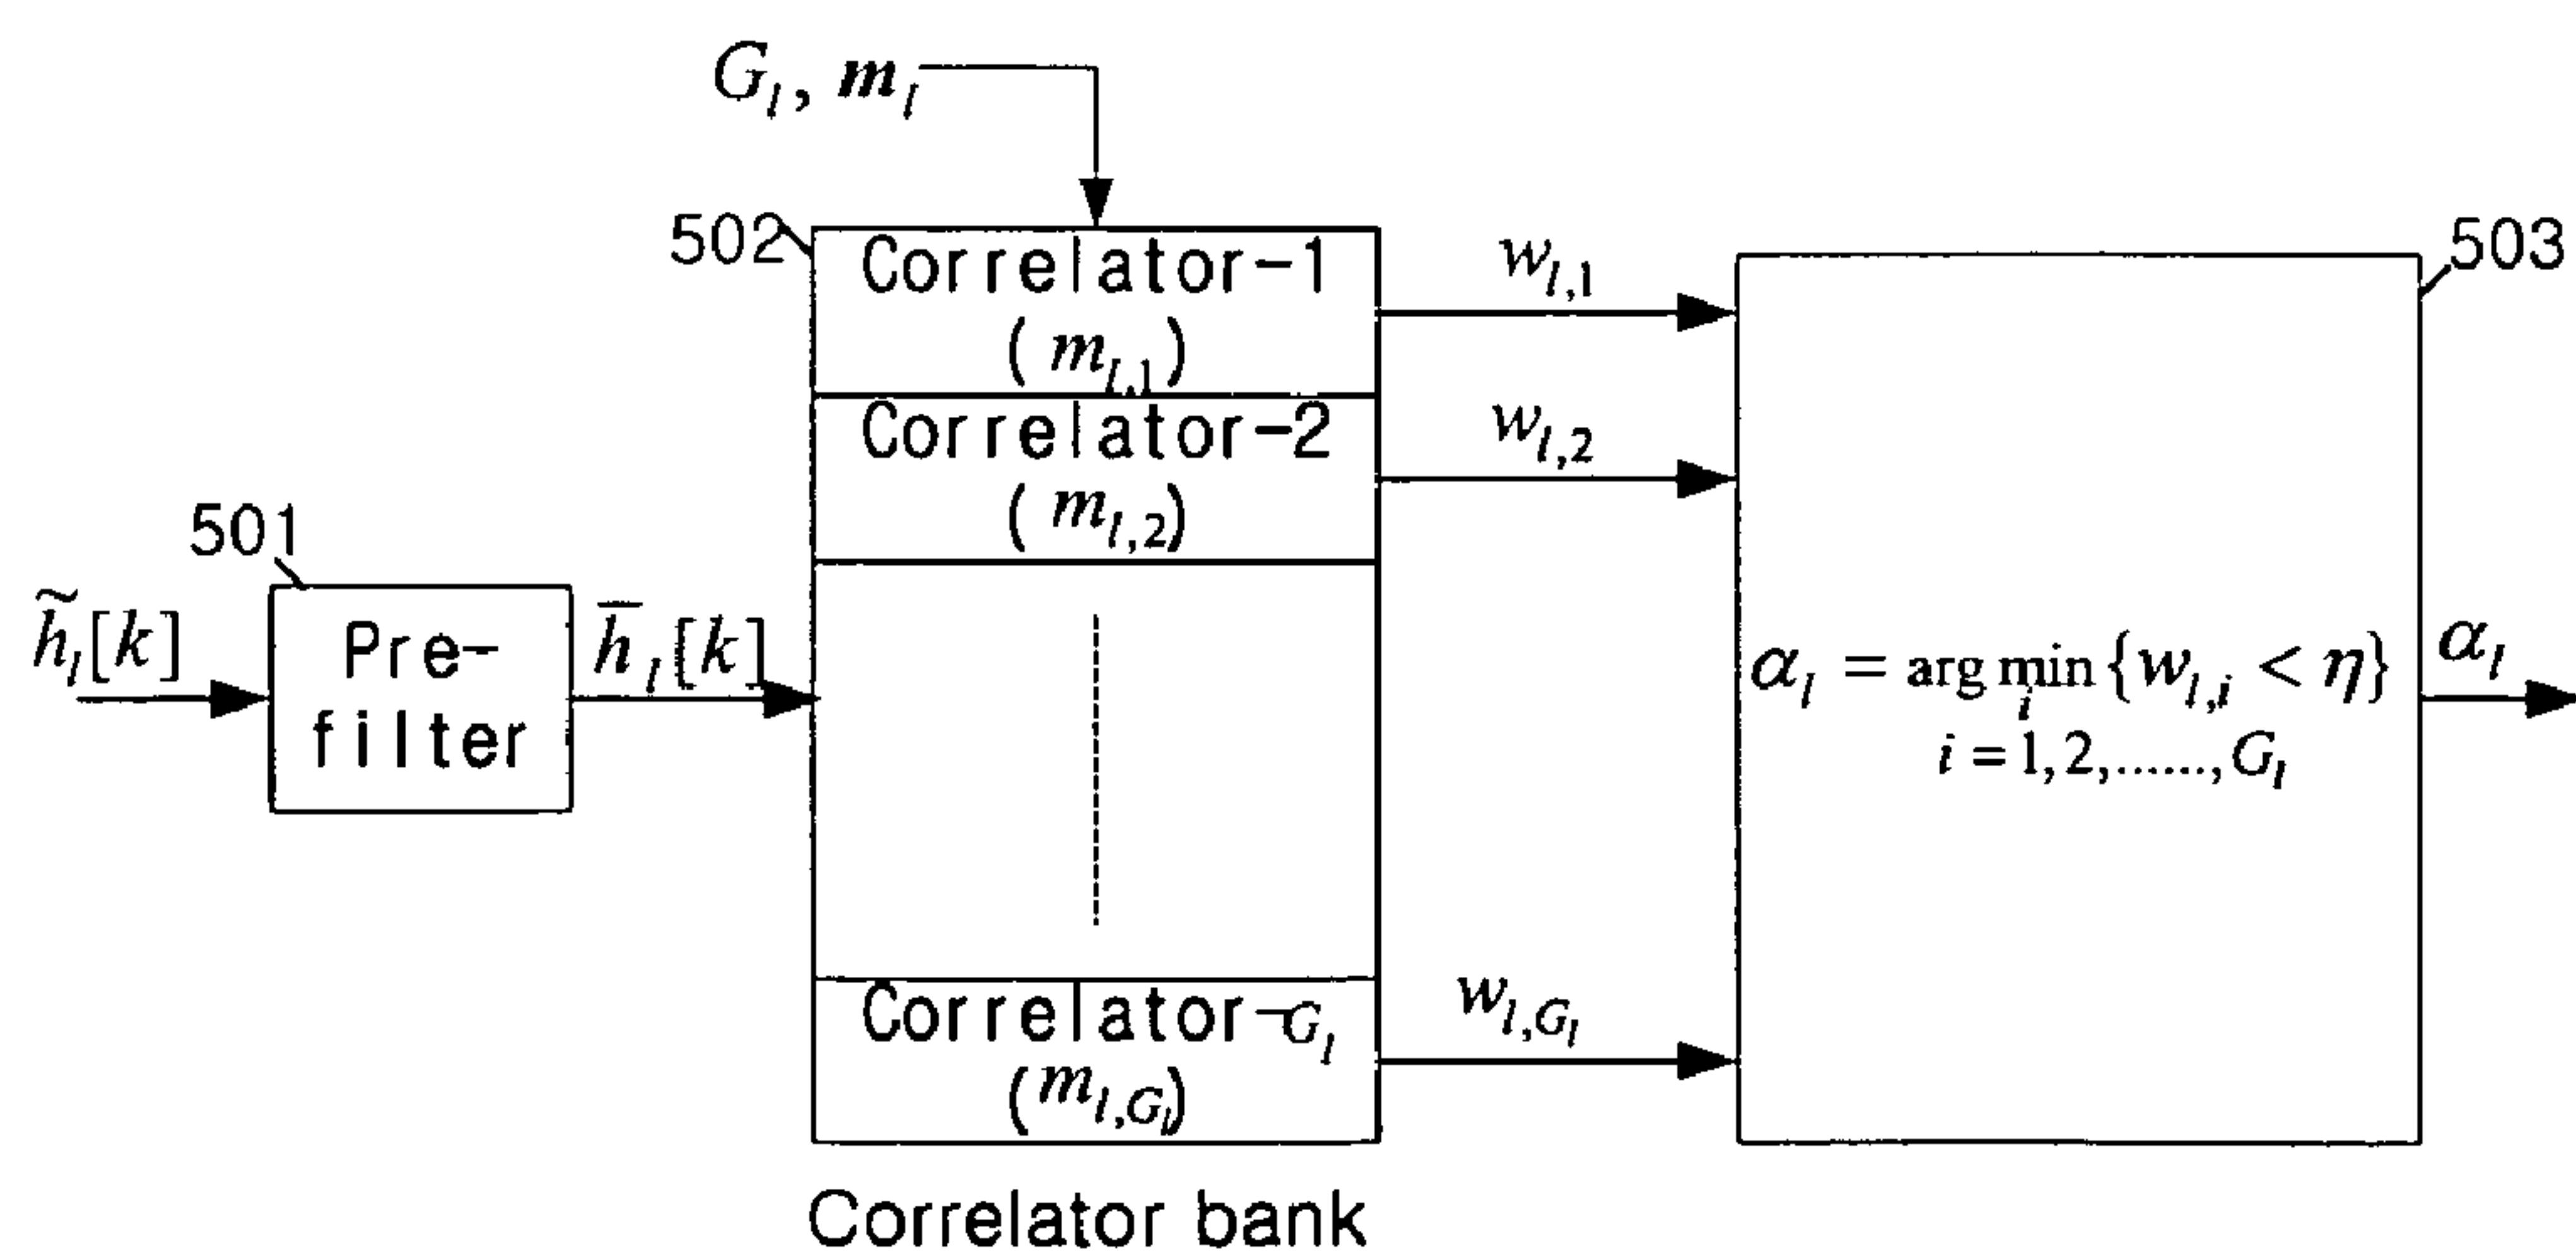 G_l, m_l
502
Correlator-1
( m_{l,1} )
w_{l,1}
503
Correlator-2
( m_{l,2} )
w_{l,2}
501
h̃_l[k]
Pre-
filter
h̄_l[k]
α_l = arg min_i {w_{l,i} < η}
i = 1, 2, ......, G_l
α_l
Correlator-G_l
( m_{l,G_l} )
w_{l,G_l}
Correlator bank